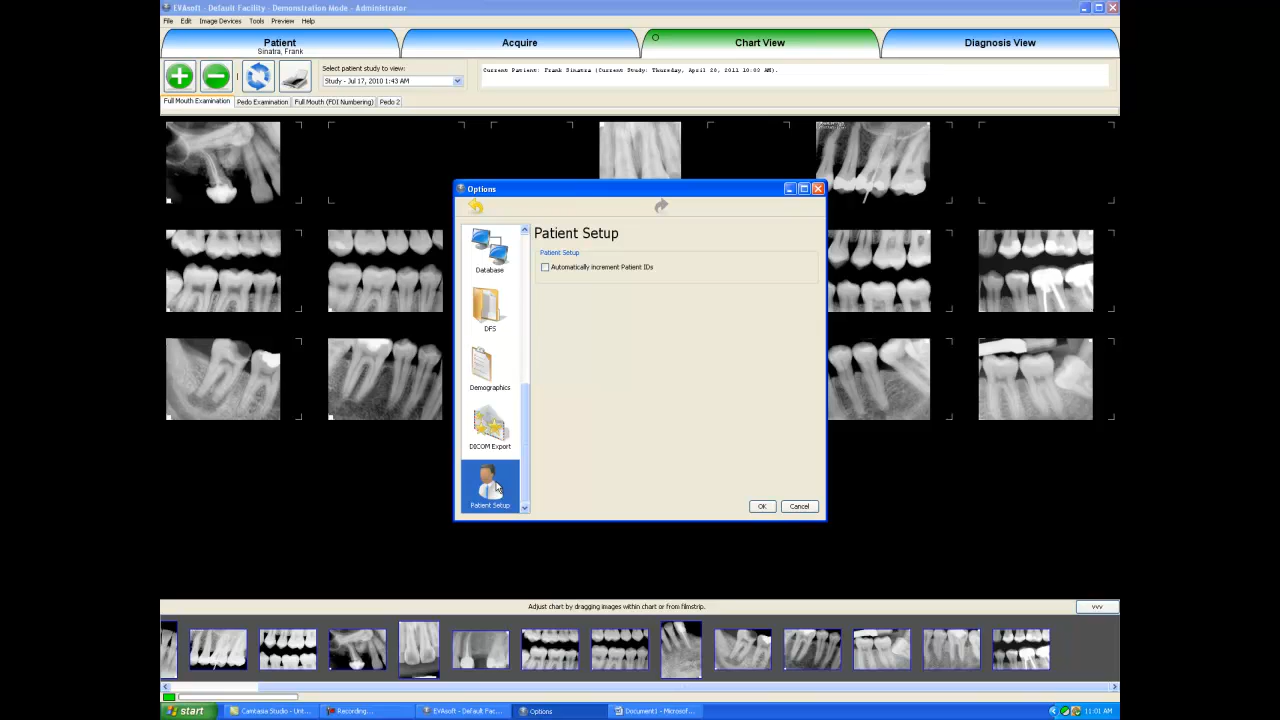 EVAsoft - Default Facility - Demonstration Mode - Administrator
File Edit Image Devices Tools Preview Help
Patient
Sinatra, Frank
Acquire
Chart View
Diagnosis View
Select patient study to view:
Study - Jul 17, 2010 1:43 AM
Current Patient: Frank Sinatra (Current Study: Thursday, April 28, 2011 10:03 AM).
Full Mouth Examination Pedo Examination Full Mouth (FDI Numbering) Pedo 2
Options
Patient Setup
Patient Setup
Automatically increment Patient IDs
Database
DFS
Demographics
DICOM Export
Patient Setup
OK Cancel
Adjust chart by dragging images within chart or from filmstrip.
vvv
start
Camtasia Studio - Unt...
Recording...
EVAsoft - Default Fac...
Options
Document1 - Microsof...
11:01 AM